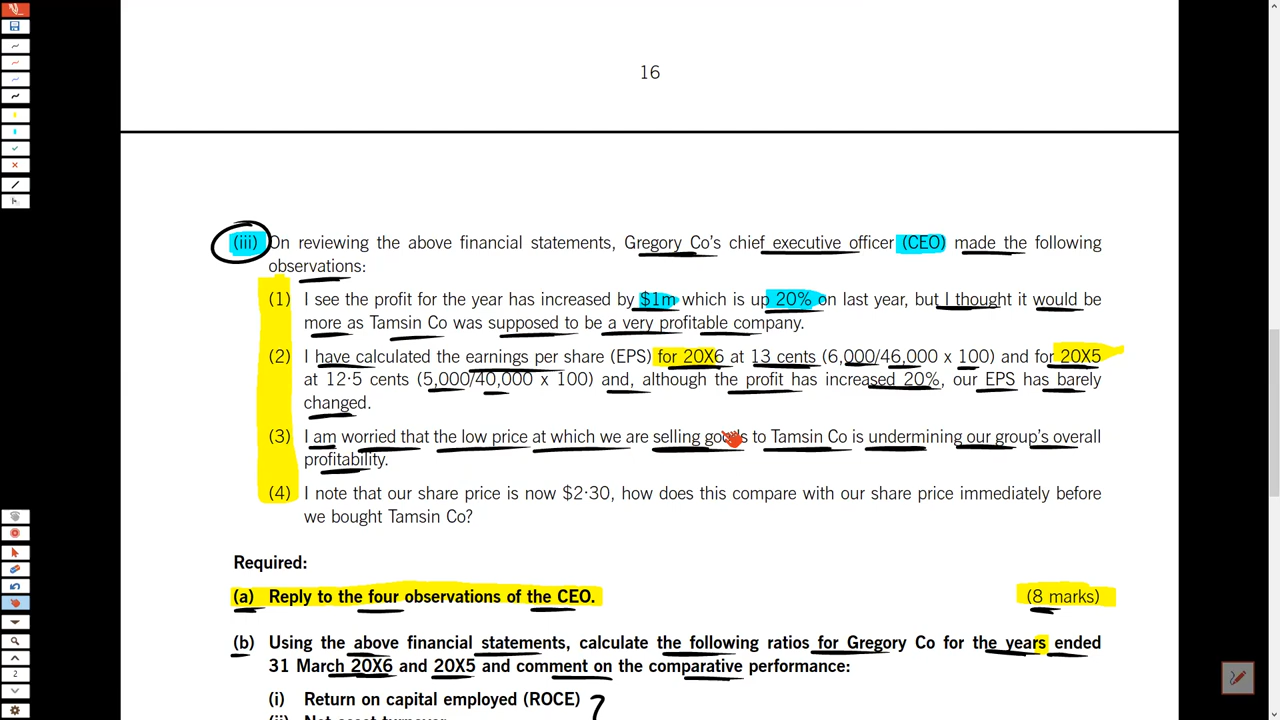 16
(iii) On reviewing the above financial statements, Gregory Co's chief executive officer (CEO) made the following
observations:
(1) I see the profit for the year has increased by $1m which is up 20% on last year, but I thought it would be
more as Tamsin Co was supposed to be a very profitable company.
(2) I have calculated the earnings per share (EPS) for 20X6 at 13 cents (6,000/46,000 x 100) and for 20X5
at 12·5 cents (5,000/40,000 x 100) and, although the profit has increased 20%, our EPS has barely
changed.
(3) I am worried that the low price at which we are selling goods to Tamsin Co is undermining our group's overall
profitability.
(4) I note that our share price is now $2·30, how does this compare with our share price immediately before
we bought Tamsin Co?
Required:
(a) Reply to the four observations of the CEO. (8 marks)
(b) Using the above financial statements, calculate the following ratios for Gregory Co for the years ended
31 March 20X6 and 20X5 and comment on the comparative performance:
(i) Return on capital employed (ROCE)
2